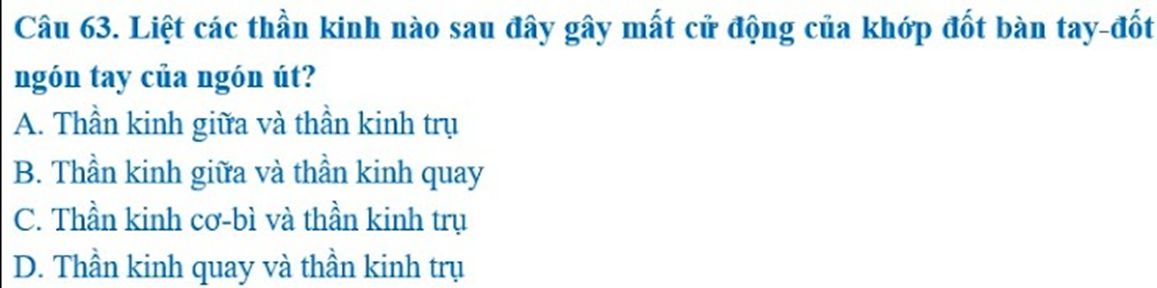 Câu 63. Liệt các thần kinh nào sau đây gây mất cử động của khớp đốt bàn tay-đốt
ngón tay của ngón út?
A. Thần kinh giữa và thần kinh trụ
B. Thần kinh giữa và thần kinh quay
C. Thần kinh cơ-bì và thần kinh trụ
D. Thần kinh quay và thần kinh trụ